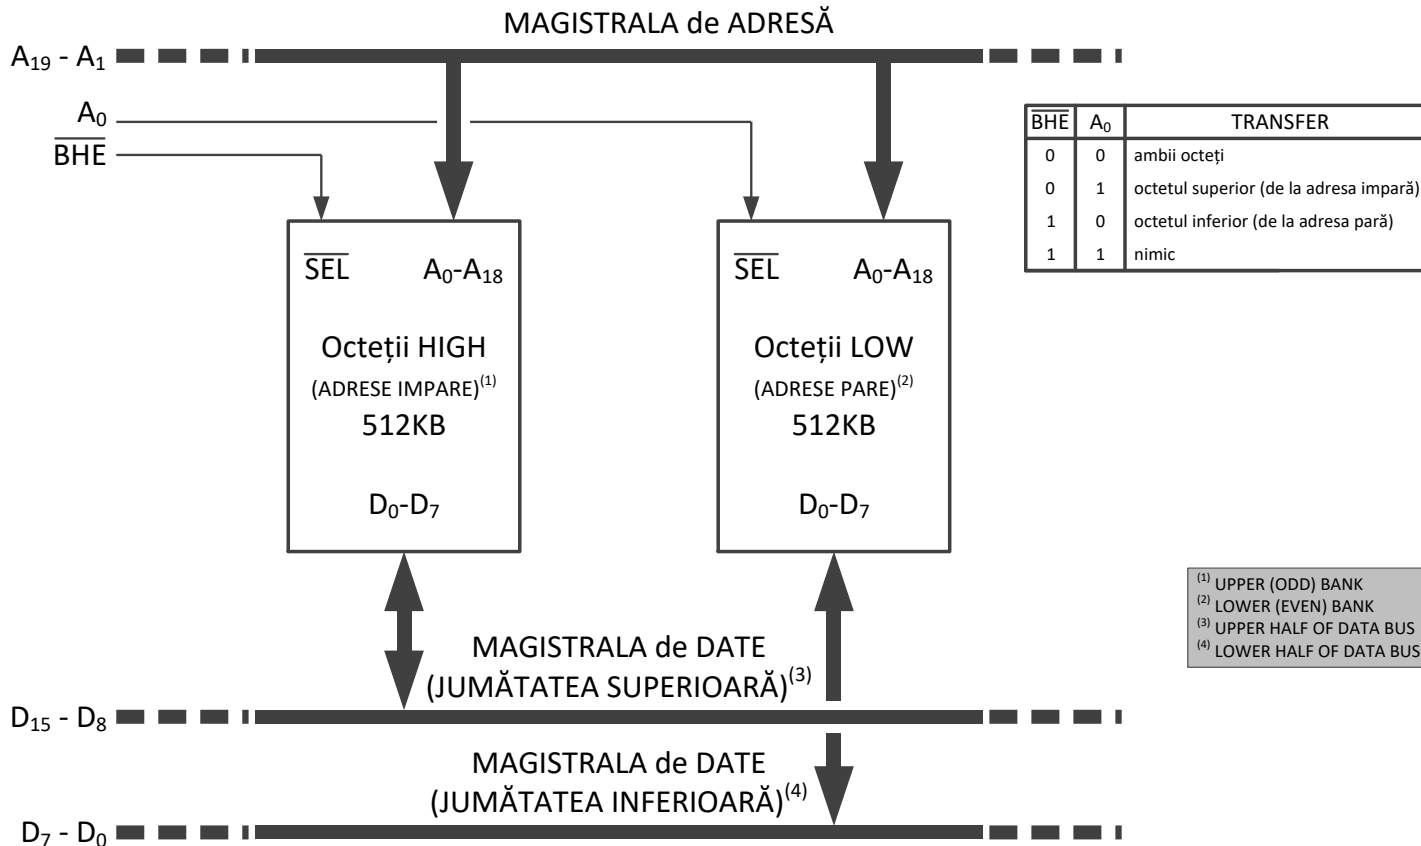 MAGISTRALA de ADRESĂ
A19 - A1
A0
BHE
BHE A0 TRANSFER
0 0 ambii octeți
0 1 octetul superior (de la adresa impară)
1 0 octetul inferior (de la adresa pară)
1 1 nimic
SEL A0-A18
Octeții HIGH
(ADRESE IMPARE)(1)
512KB
D0-D7
SEL A0-A18
Octeții LOW
(ADRESE PARE)(2)
512KB
D0-D7
(1) UPPER (ODD) BANK
(2) LOWER (EVEN) BANK
(3) UPPER HALF OF DATA BUS
(4) LOWER HALF OF DATA BUS
MAGISTRALA de DATE
(JUMĂTATEA SUPERIOARĂ)(3)
D15 - D8
MAGISTRALA de DATE
(JUMĂTATEA INFERIOARĂ)(4)
D7 - D0